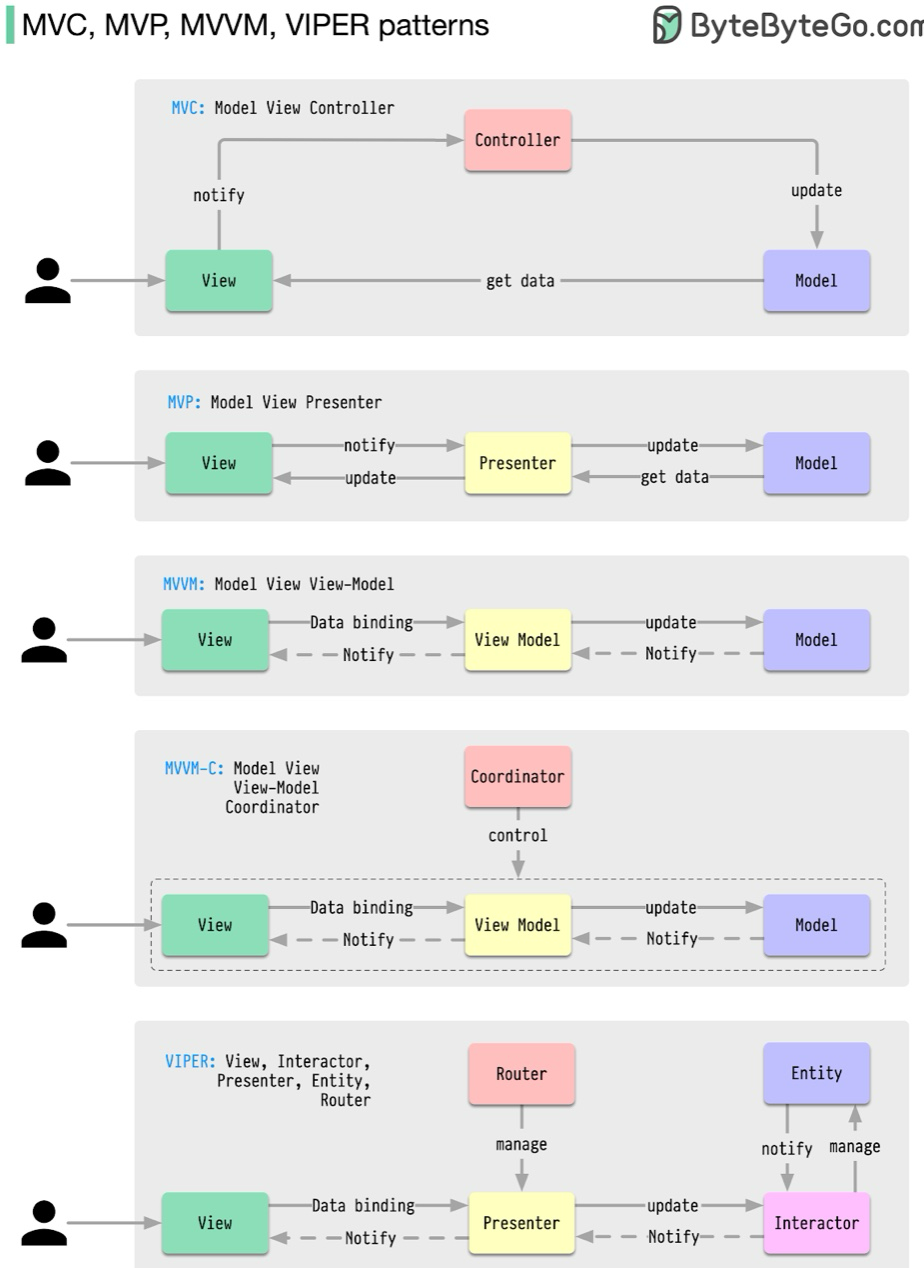 MVC, MVP, MVVM, VIPER patterns
ByteByteGo.com
MVC: Model View Controller
Controller
notify
update
View
get data
Model
MVP: Model View Presenter
View
notify
update
Presenter
update
get data
Model
MVVM: Model View View-Model
View
Data binding
Notify
View Model
update
Notify
Model
MVVM-C: Model View
View-Model
Coordinator
Coordinator
control
View
Data binding
Notify
View Model
update
Notify
Model
VIPER: View, Interactor,
Presenter, Entity,
Router
Router
Entity
manage
notify
manage
View
Data binding
Notify
Presenter
update
Notify
Interactor